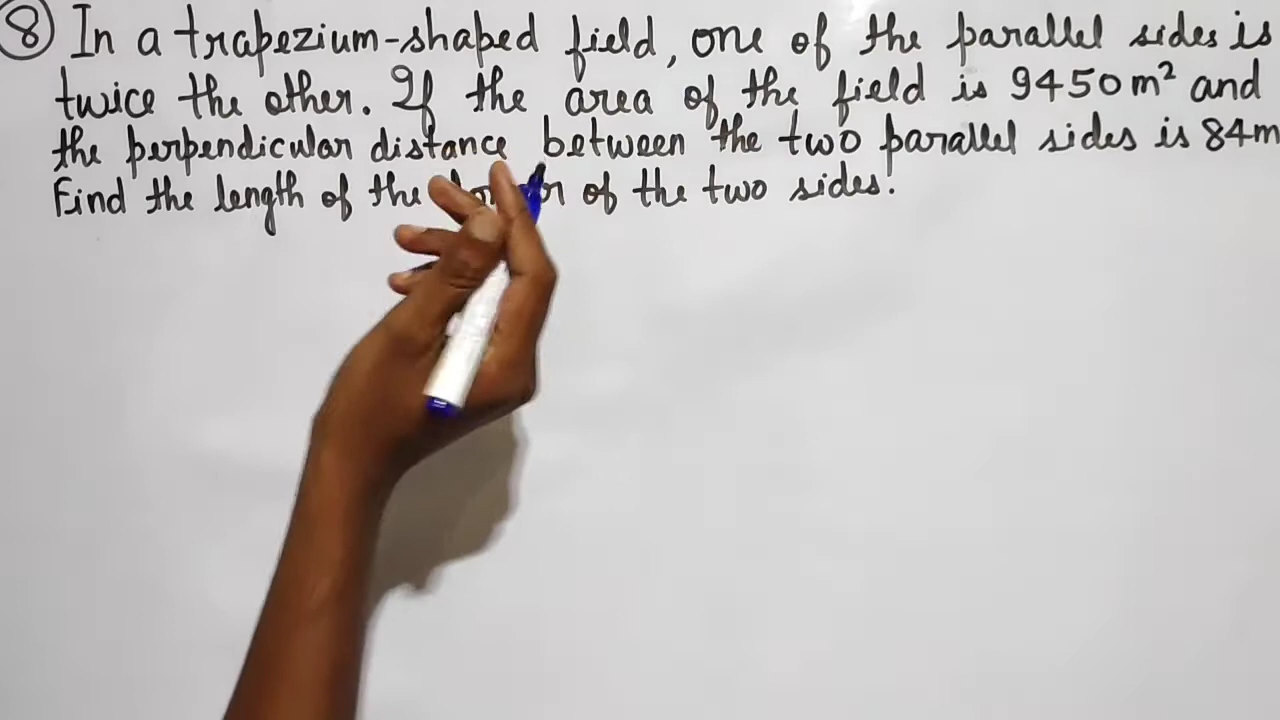 8 In a trapezium-shaped field, one of the parallel sides is
twice the other. If the area of the field is 9450 m² and
the perpendicular distance between the two parallel sides is 84m
Find the length of the of the two sides.